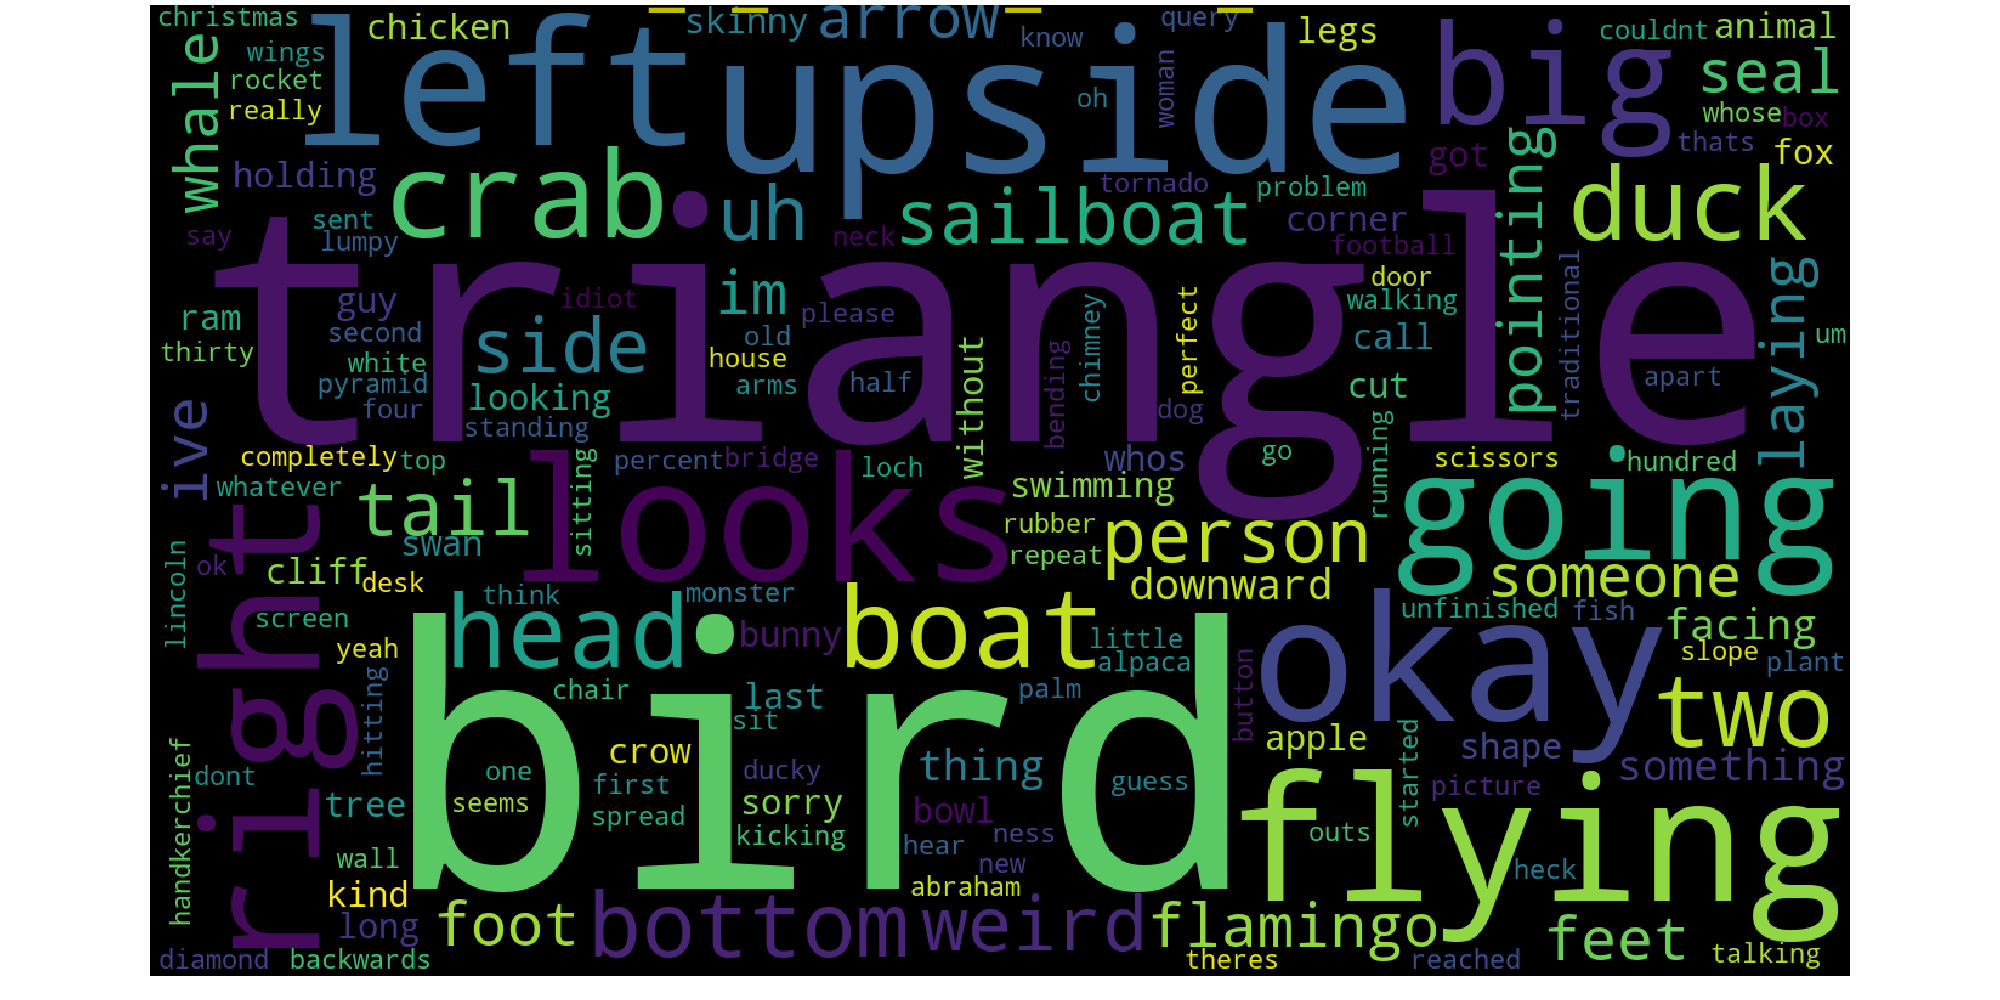 christmas
chicken
left
skinny
arrow
query
legs
big
couldnt
animal
wings
whale
know
upside
seal
rocket
really
oh
woman
whose
box
thats
holding
crab
uh
sailboat
tornado
problem
got
pointing
fox
duck
sent
say
lumpy
neck
corner
football
triangle
door
traditional
laying
ram
guy
idiot
im
please
chimney
perfect
walking
thirty
second
side
old
call
um
white
house
without
pyramid
arms
half
bending
cut
apart
four
looking
dog
ive
standing
running
completely
top
looks
percent
bridge
loch
whos
go
scissors
going
hundred
whatever
tail
sitting
swimming
right
swan
rubber
person
lincoln
ok
cliff
desk
repeat
downward
someone
think
monster
screen
head
boat
okay
unfinished
fish
facing
yeah
bunny
little
slope
hitting
alpaca
button
plant
bird
chair
last
palm
two
sit
handkerchief
crow
apple
started
shape
dont
one
ducky
thing
flying
something
first
guess
picture
tree
seems
sorry
bowl
spread
kicking
ness
outs
wall
hear
new
heck
kind
abraham
long
foot
bottom
weird
flamingo
feet
diamond
backwards
theres
reached
talking